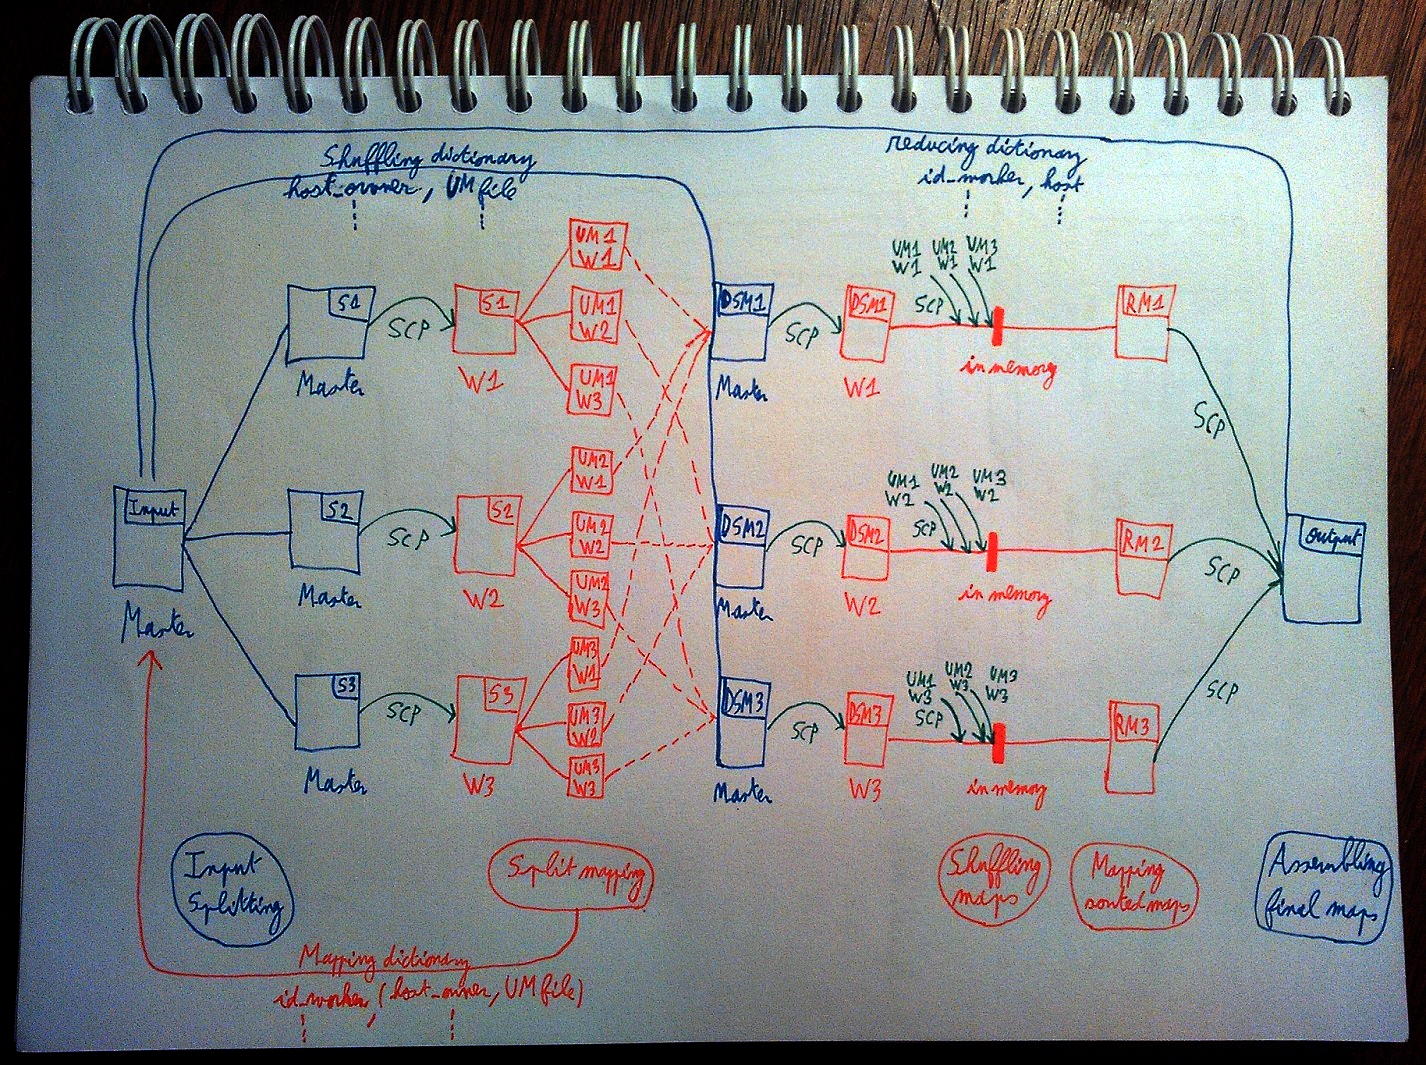 Shuffling dictionary
host_owner, UM file
reducing dictionary
id_worker, host
UM1
W1
UM1
W2
UM1
W3
UM2
W1
UM2
W2
UM2
W3
UM3
W1
UM3
W2
UM3
W3
Input
Master
S1
Master
SCP
S1
W1
DSM1
Master
SCP
DSM1
W1
UM1 UM2 UM3
W1 W1 W1
SCP
in memory
RM1
SCP
S2
Master
SCP
S2
W2
DSM2
Master
SCP
DSM2
W2
UM1 UM2 UM3
W2 W2 W2
SCP
in memory
RM2
SCP
Output
S3
Master
SCP
S3
W3
DSM3
Master
SCP
DSM3
W3
UM1 UM2 UM3
W3 W3 W3
SCP
in memory
RM3
SCP
Input
Splitting
Split mapping
Shuffling
maps
Mapping
sorted maps
Assembling
final maps
Mapping dictionary
id_worker, (host_owner, UM file)